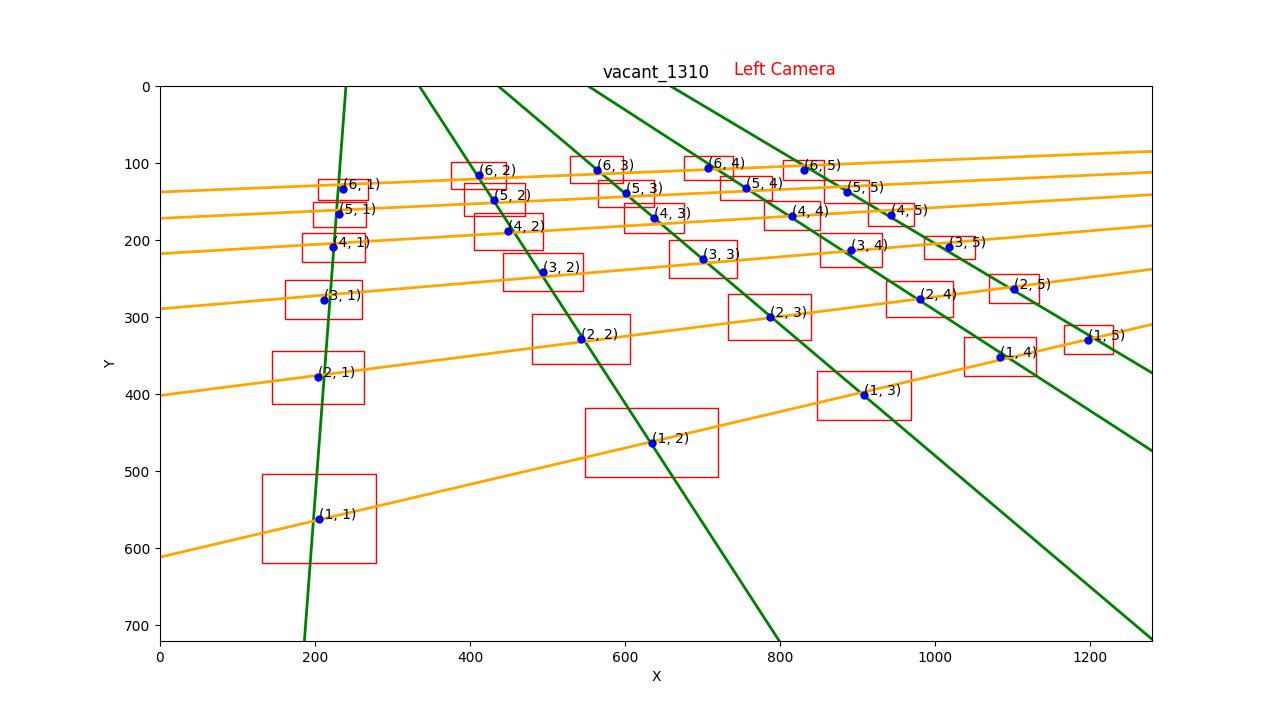 vacant_1310 Left Camera
0
100
(6, 1) (6, 2) (6, 3) (6, 4) (6, 5)
(5, 1) (5, 2) (5, 3) (5, 4) (5, 5)
200
(4, 1) (4, 2) (4, 3) (4, 4) (4, 5)
(3, 1) (3, 2) (3, 3) (3, 4) (3, 5)
300
(2, 1) (2, 2) (2, 3) (2, 4) (2, 5)
Y
400
(1, 1) (1, 2) (1, 3) (1, 4) (1, 5)
500
600
700
0 200 400 600 800 1000 1200
X